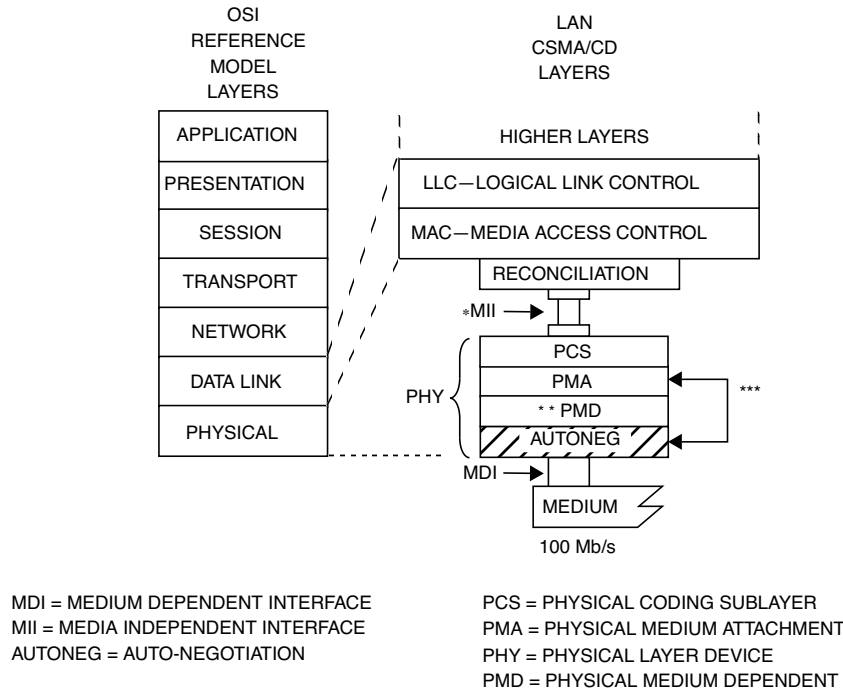 OSI
REFERENCE
MODEL
LAYERS
APPLICATION
PRESENTATION
SESSION
TRANSPORT
NETWORK
DATA LINK
PHYSICAL
LAN
CSMA/CD
LAYERS
HIGHER LAYERS
LLC—LOGICAL LINK CONTROL
MAC—MEDIA ACCESS CONTROL
RECONCILIATION
*MII
PCS
PMA
* * PMD
AUTONEG
***
PHY
MDI
MEDIUM
100 Mb/s
MDI = MEDIUM DEPENDENT INTERFACE
MII = MEDIA INDEPENDENT INTERFACE
AUTONEG = AUTO-NEGOTIATION
PCS = PHYSICAL CODING SUBLAYER
PMA = PHYSICAL MEDIUM ATTACHMENT
PHY = PHYSICAL LAYER DEVICE
PMD = PHYSICAL MEDIUM DEPENDENT